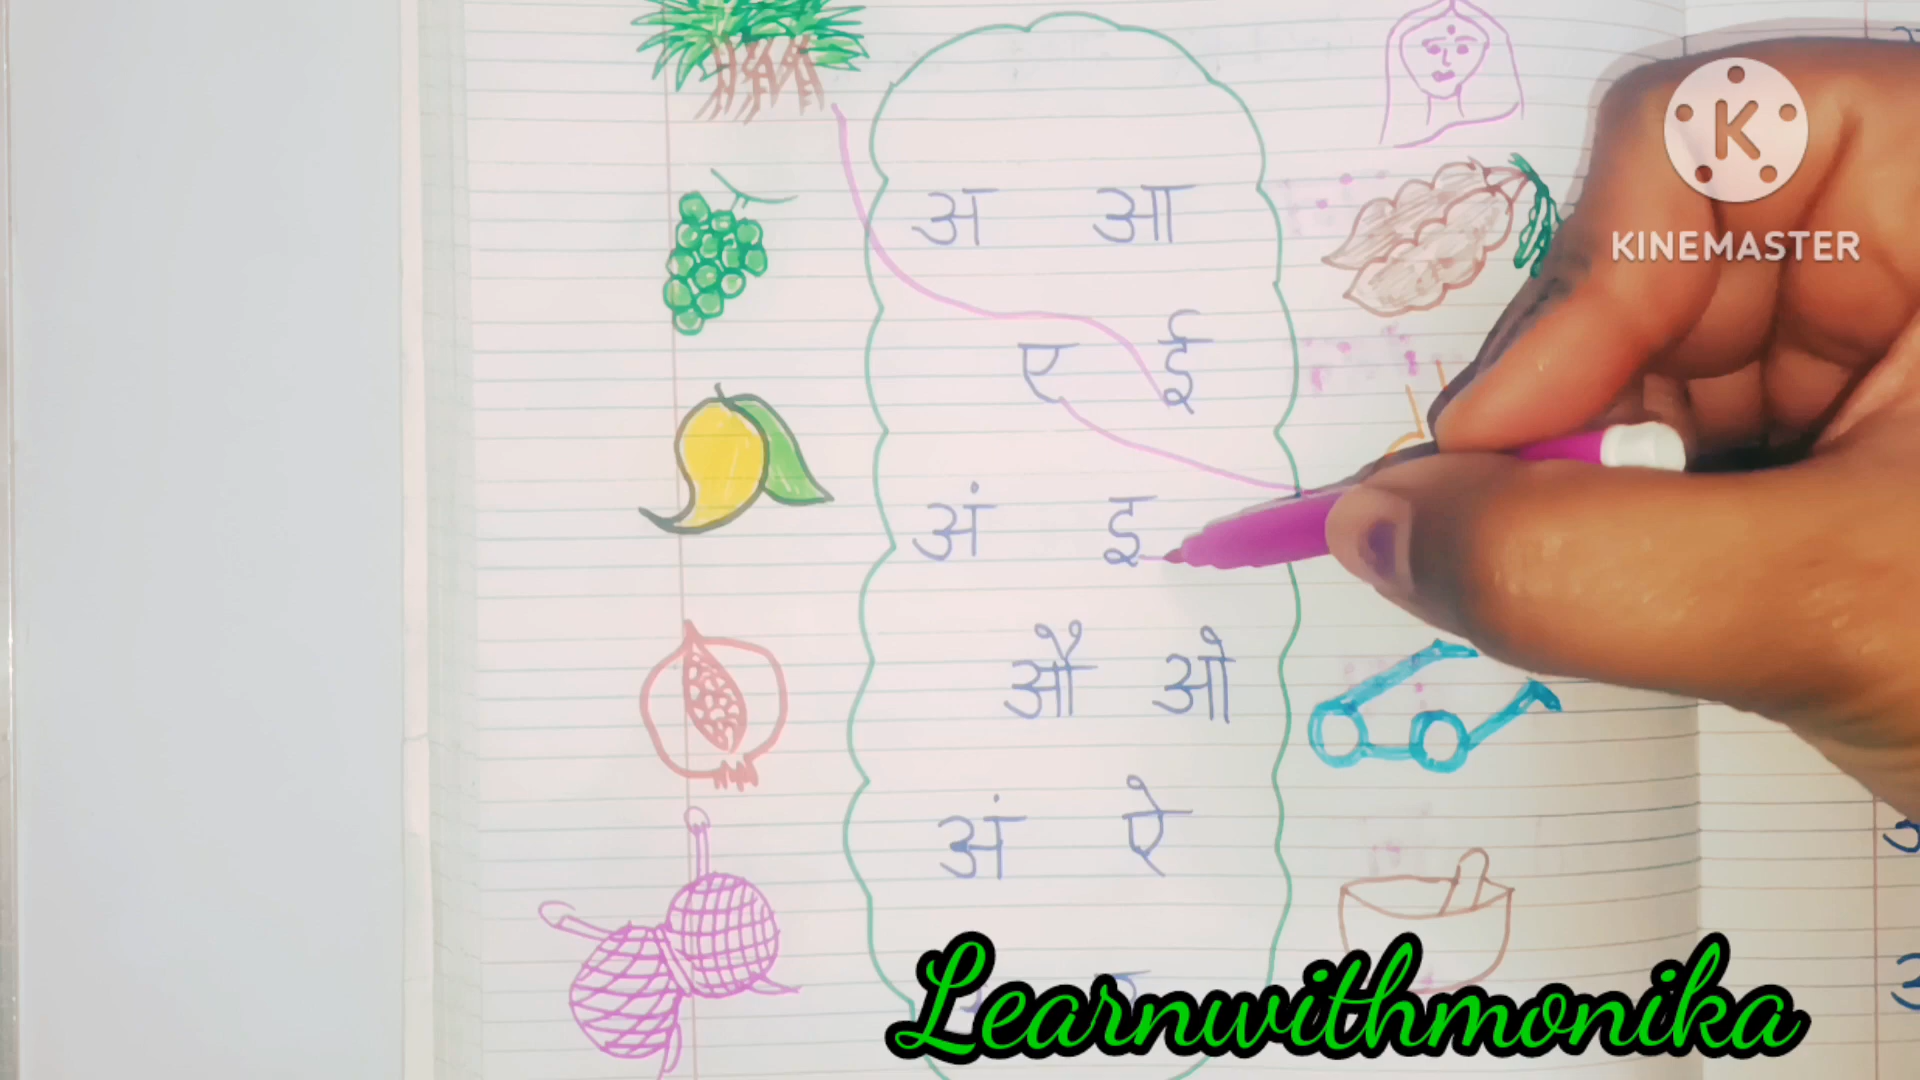 K
KINEMASTER
अ आ
ए ई
अं इ
औ ओ
अं ऐ
Learnwithmonika